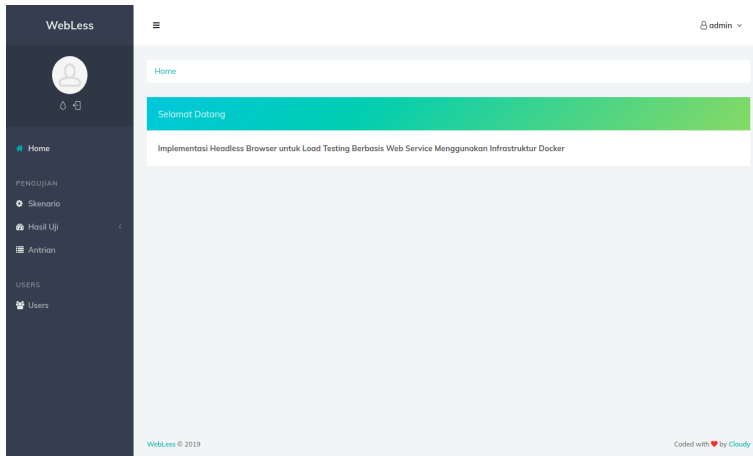 WebLess
admin
Home
Home
Selamat Datang
Implementasi Headless Browser untuk Load Testing Berbasis Web Service Menggunakan Infrastruktur Docker
PENGUJIAN
Skenario
Hasil Uji
Antrian
USERS
Users
WebLess © 2019
Coded with ❤ by Cloudy